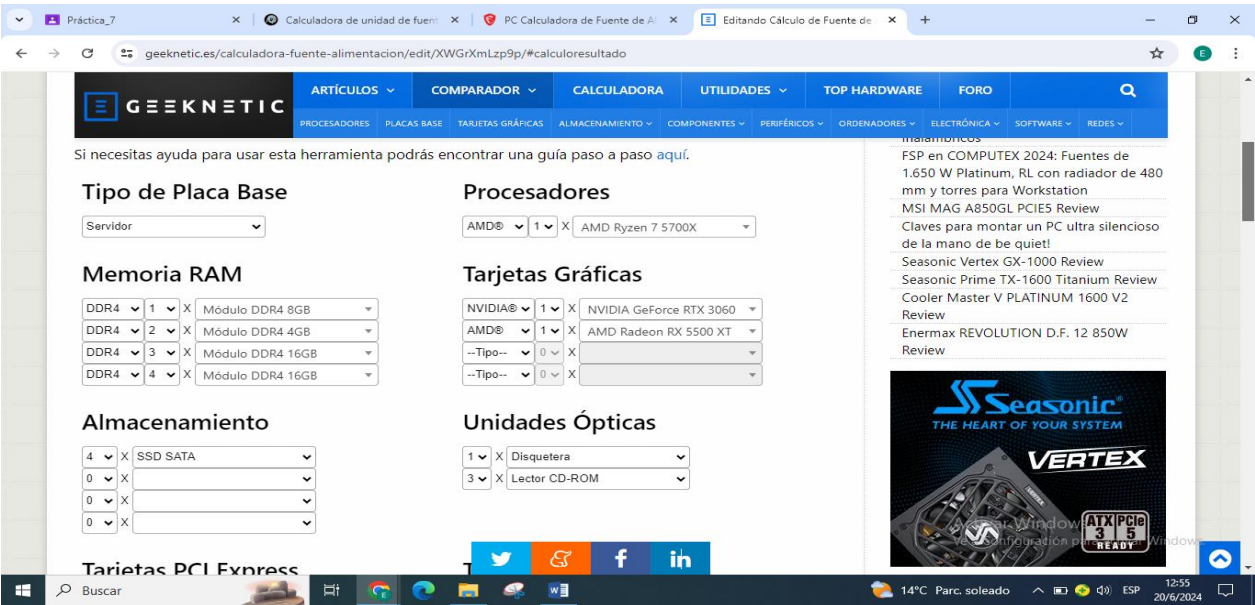 Práctica_7
Calculadora de unidad de fuent
PC Calculadora de Fuente de Al
Editando Cálculo de Fuente de
geeknetic.es/calculadora-fuente-alimentacion/edit/XWGrXmLzp9p/#calculoresultado
E
GEEKNETIC
ARTÍCULOS COMPARADOR CALCULADORA UTILIDADES TOP HARDWARE FORO
PROCESADORES PLACAS BASE TARJETAS GRÁFICAS ALMACENAMIENTO COMPONENTES PERIFÉRICOS ORDENADORES ELECTRÓNICA SOFTWARE REDES
Si necesitas ayuda para usar esta herramienta podrás encontrar una guía paso a paso aquí.
Tipo de Placa Base
Servidor
Procesadores
AMD® 1 X AMD Ryzen 7 5700X
Memoria RAM
DDR4 1 X Módulo DDR4 8GB
DDR4 2 X Módulo DDR4 4GB
DDR4 3 X Módulo DDR4 16GB
DDR4 4 X Módulo DDR4 16GB
Tarjetas Gráficas
NVIDIA® 1 X NVIDIA GeForce RTX 3060
AMD® 1 X AMD Radeon RX 5500 XT
--Tipo-- 0 X
--Tipo-- 0 X
Almacenamiento
4 X SSD SATA
0 X
0 X
0 X
Unidades Ópticas
1 X Disquetera
3 X Lector CD-ROM
Tarjetas PCI Express
inalámbricos
FSP en COMPUTEX 2024: Fuentes de
1.650 W Platinum, RL con radiador de 480
mm y torres para Workstation
MSI MAG A850GL PCIE5 Review
Claves para montar un PC ultra silencioso
de la mano de be quiet!
Seasonic Vertex GX-1000 Review
Seasonic Prime TX-1600 Titanium Review
Cooler Master V PLATINUM 1600 V2
Review
Enermax REVOLUTION D.F. 12 850W
Review
Seasonic®
THE HEART OF YOUR SYSTEM
VERTEX
ATX PCIe
3 5
READY
Activar Windows
Ve a Configuración para activar Windows.
Buscar
14°C Parc. soleado
ESP
12:55
20/6/2024